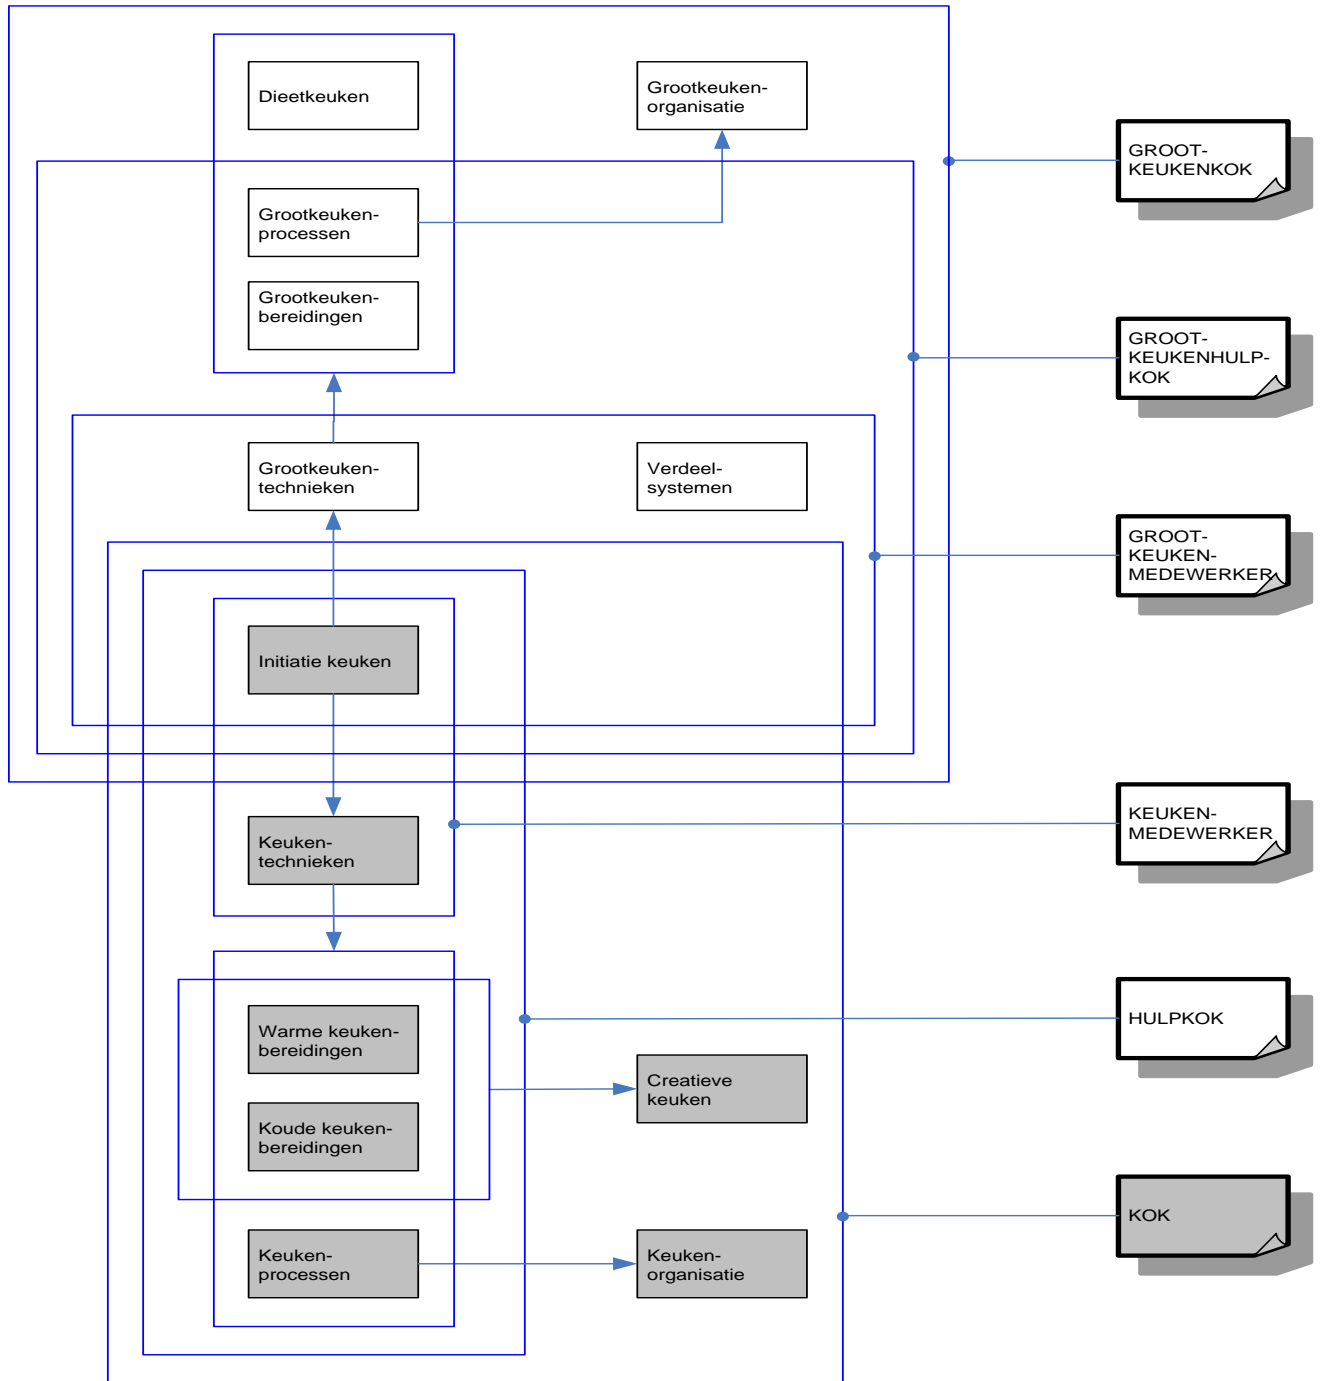 Dieetkeuken
Grootkeuken-
organisatie
GROOT-
KEUKENKOK
Grootkeuken-
processen
Grootkeuken-
bereidingen
GROOT-
KEUKENHULP-
KOK
Grootkeuken-
technieken
Verdeel-
systemen
GROOT-
KEUKEN-
MEDEWERKER
Initiatie keuken
KEUKEN-
MEDEWERKER
Keuken-
technieken
Warme keuken-
bereidingen
HULPKOK
Creatieve
keuken
Koude keuken-
bereidingen
KOK
Keuken-
processen
Keuken-
organisatie